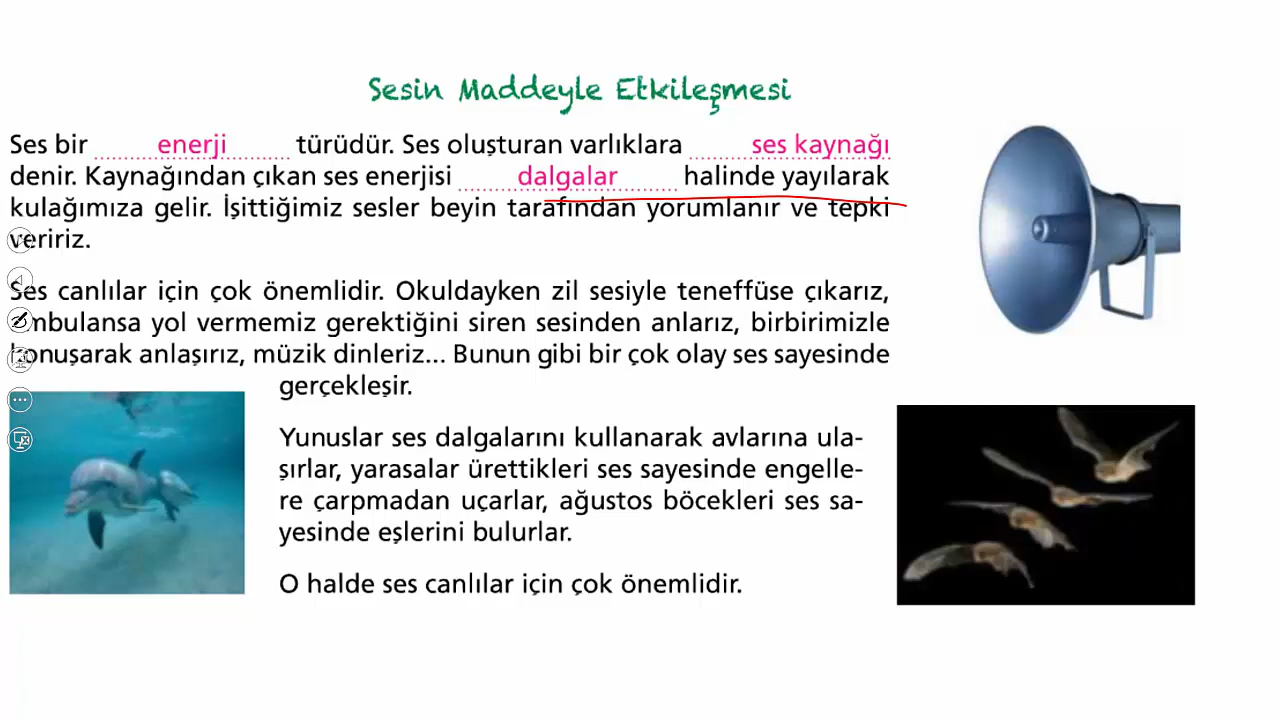 Sesin Maddeyle Etkileşmesi
Ses bir enerji türüdür. Ses oluşturan varlıklara ses kaynağı
denir. Kaynağından çıkan ses enerjisi dalgalar halinde yayılarak
kulağımıza gelir. İşittiğimiz sesler beyin tarafından yorumlanır ve tepki
veririz.
Ses canlılar için çok önemlidir. Okuldayken zil sesiyle teneffüse çıkarız,
ambulansa yol vermemiz gerektiğini siren sesinden anlarız, birbirimizle
konuşarak anlaşırız, müzik dinleriz... Bunun gibi bir çok olay ses sayesinde
gerçekleşir.
Yunuslar ses dalgalarını kullanarak avlarına ula-
şırlar, yarasalar ürettikleri ses sayesinde engelle-
re çarpmadan uçarlar, ağustos böcekleri ses sa-
yesinde eşlerini bulurlar.
O halde ses canlılar için çok önemlidir.